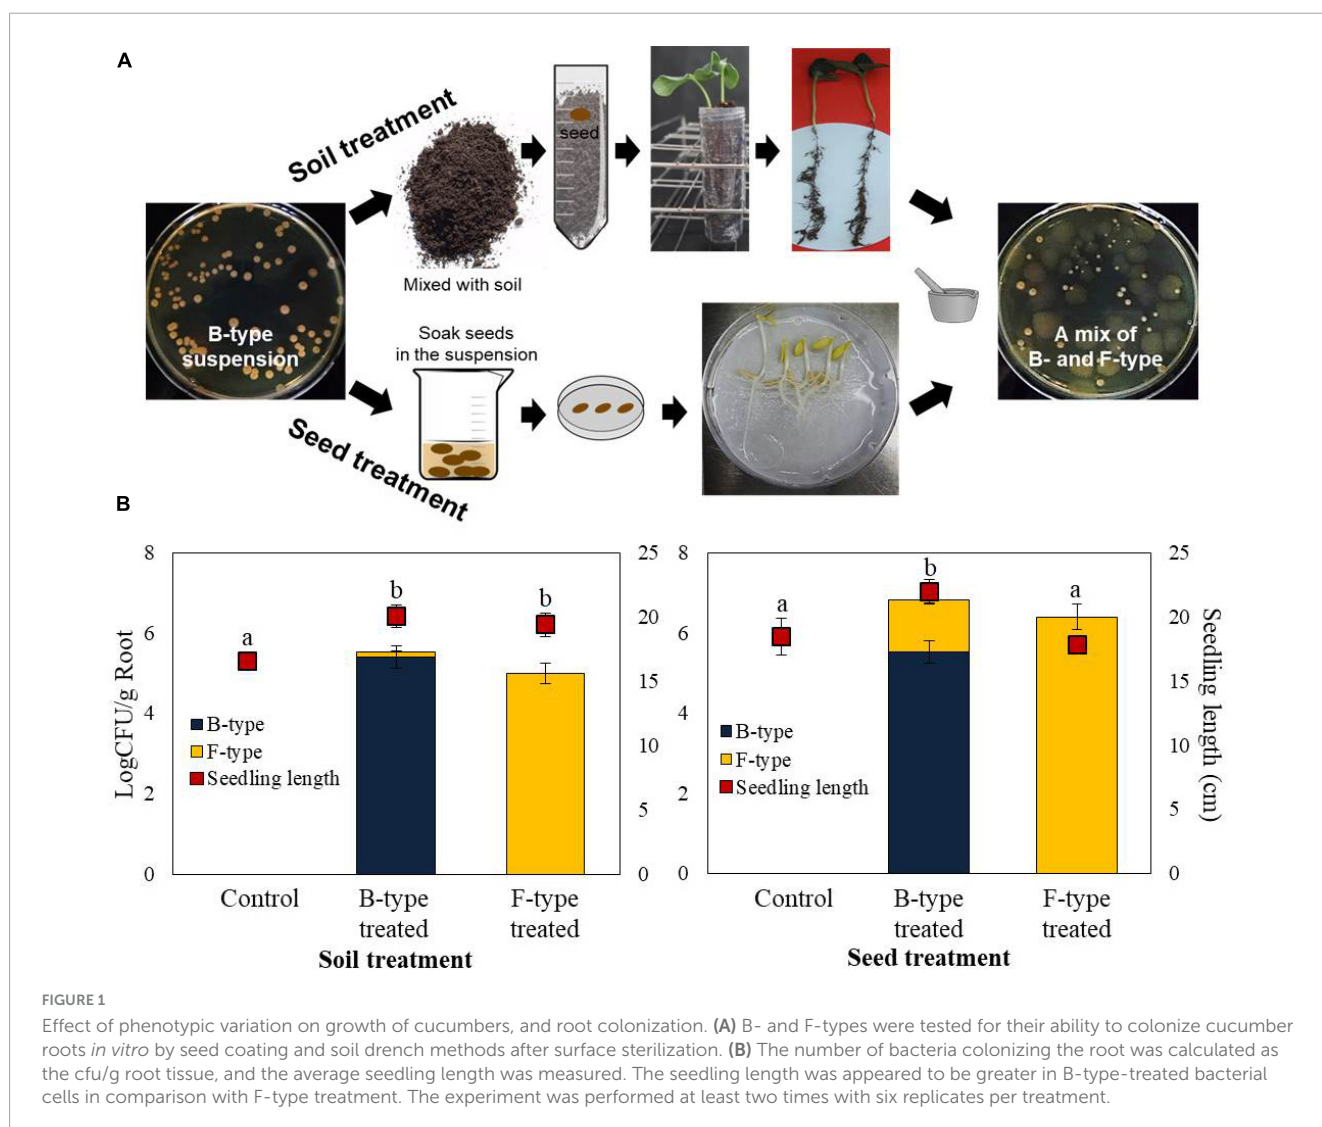 A
Soil treatment
seed
Mixed with soil
B-type
suspension
Soak seeds
in the suspension
A mix of
B- and F-type
Seed treatment
B
LogCFU/g Root
8
6
4
2
0
a
b
b
B-type
F-type
Seedling length
25
20
15
10
5
0
Control
B-type
treated
F-type
treated
Soil treatment
8
6
4
2
0
a
b
a
B-type
F-type
Seedling length
25
20
15
10
5
0
Seedling length (cm)
Control
B-type
treated
F-type
treated
Seed treatment
FIGURE 1
Effect of phenotypic variation on growth of cucumbers, and root colonization. (A) B- and F-types were tested for their ability to colonize cucumber
roots in vitro by seed coating and soil drench methods after surface sterilization. (B) The number of bacteria colonizing the root was calculated as
the cfu/g root tissue, and the average seedling length was measured. The seedling length was appeared to be greater in B-type-treated bacterial
cells in comparison with F-type treatment. The experiment was performed at least two times with six replicates per treatment.